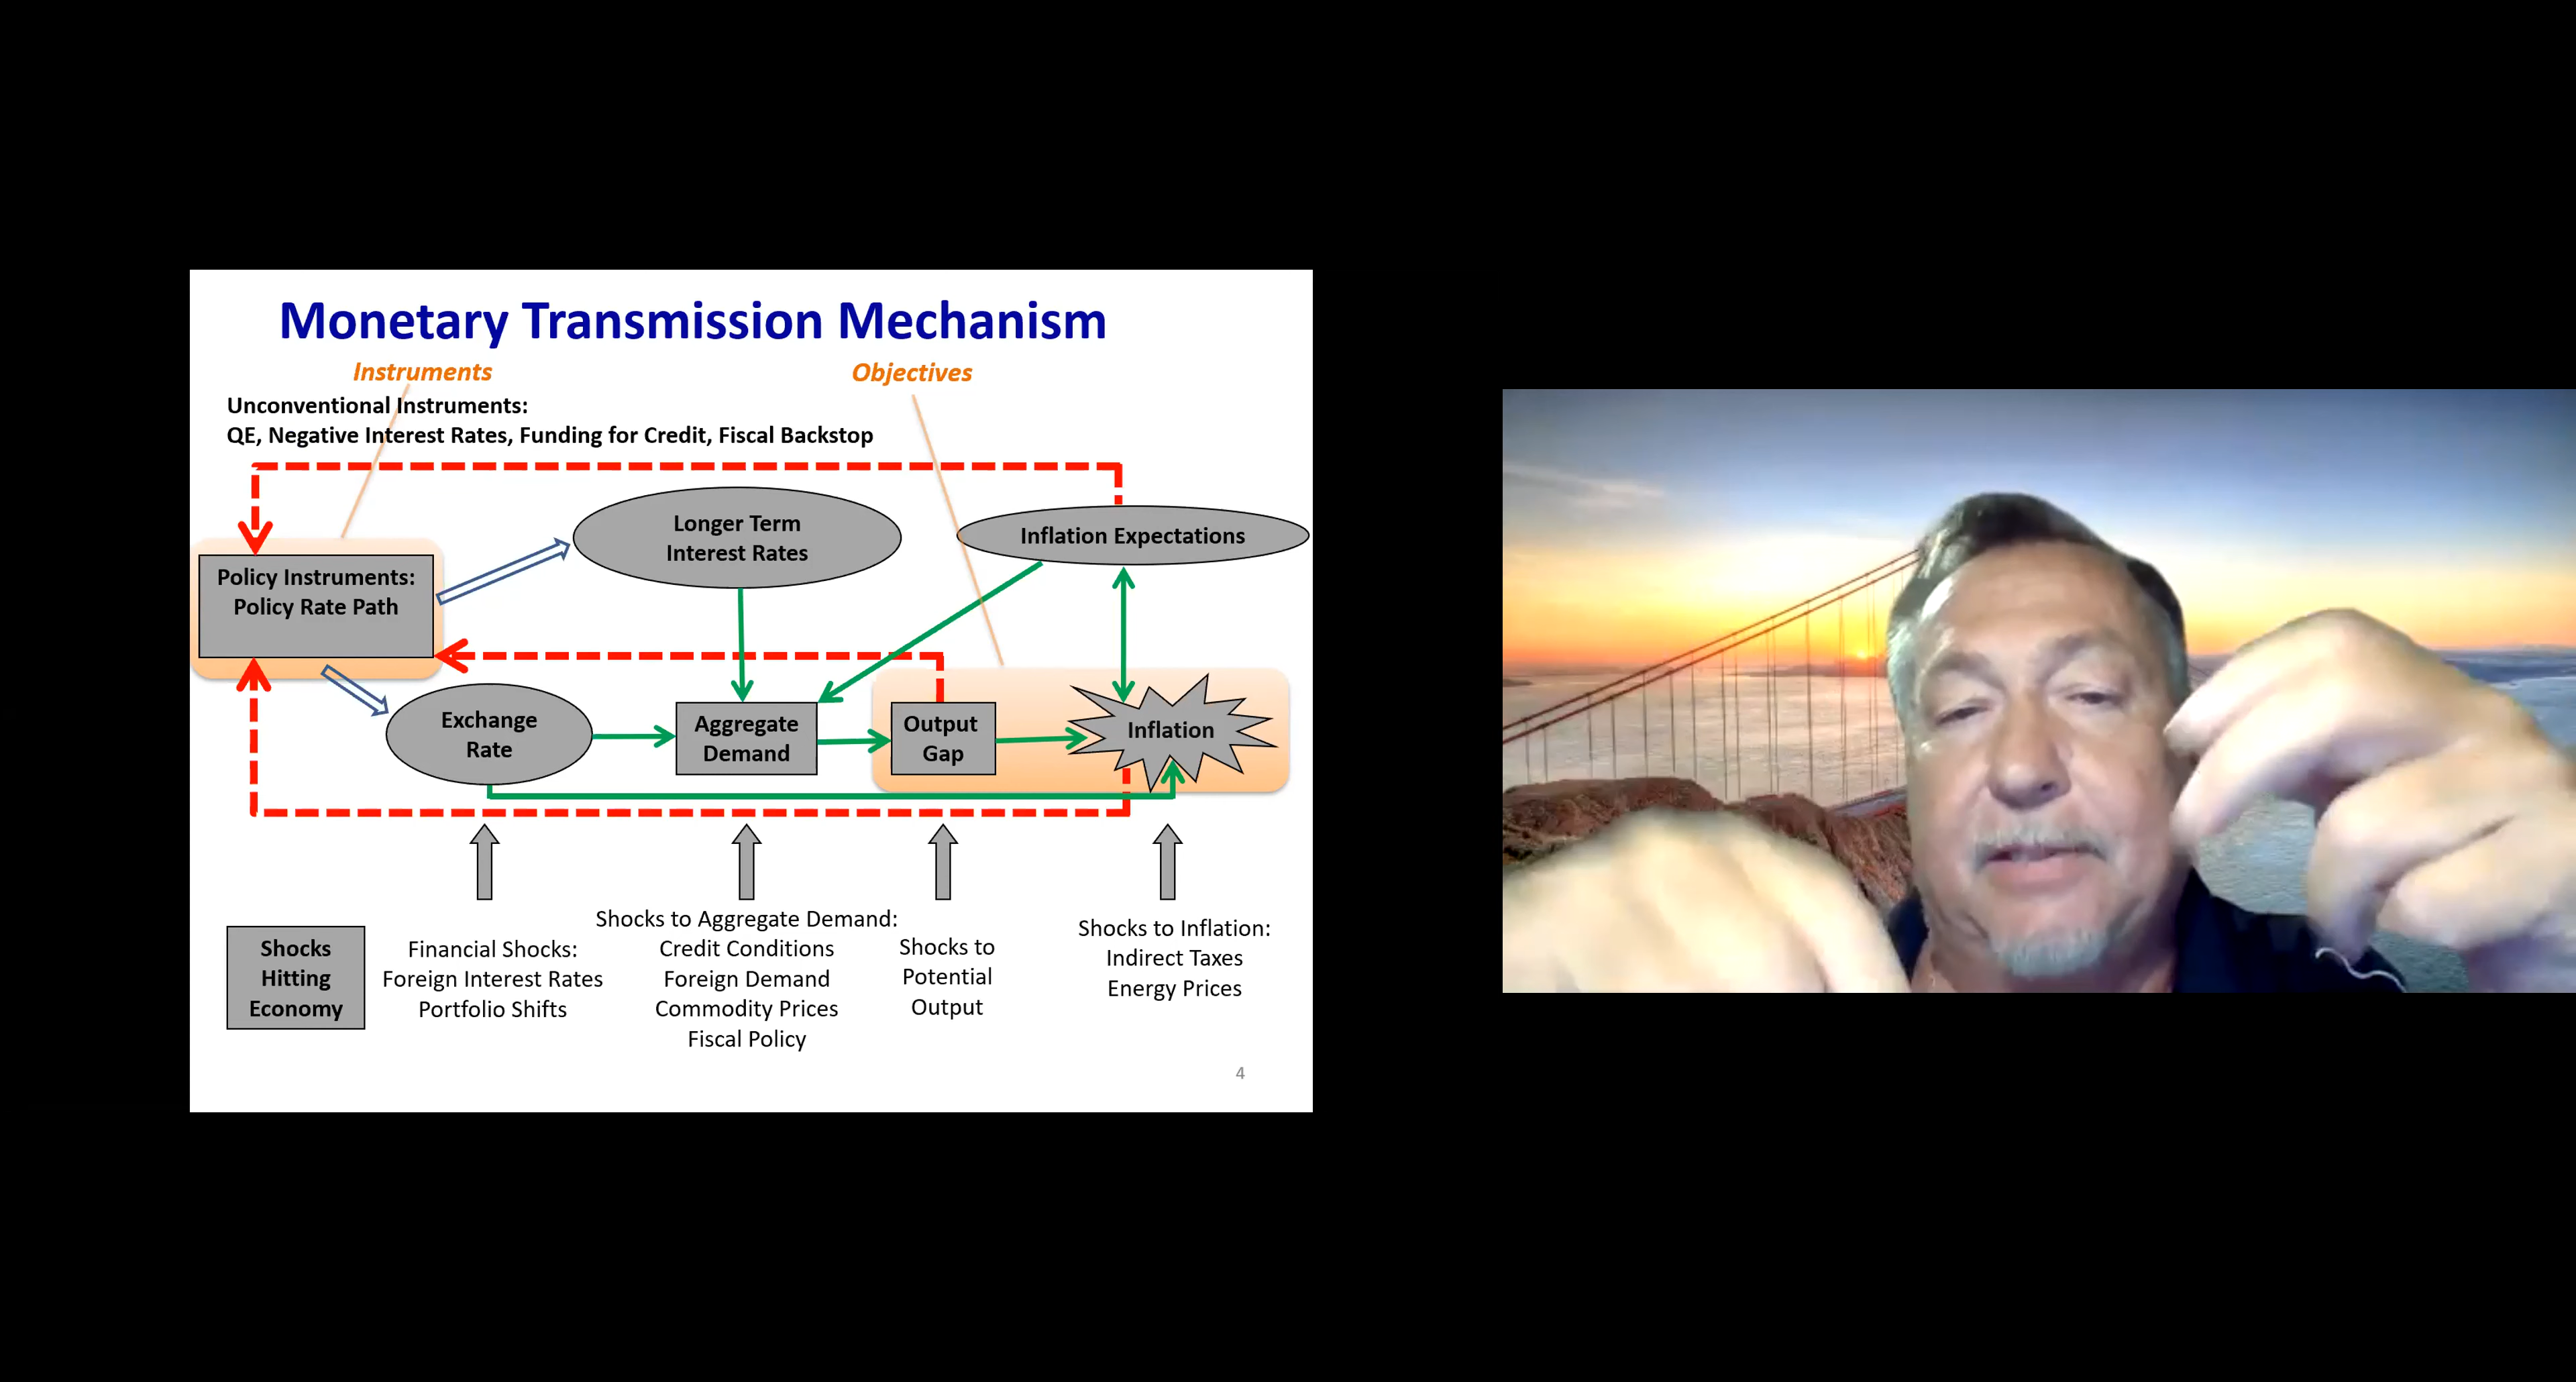 Monetary Transmission Mechanism
Instruments
Objectives
Unconventional Instruments:
QE, Negative Interest Rates, Funding for Credit, Fiscal Backstop
Longer Term
Interest Rates
Inflation Expectations
Policy Instruments:
Policy Rate Path
Exchange
Rate
Aggregate
Demand
Output
Gap
Inflation
Shocks
Hitting
Economy
Financial Shocks:
Foreign Interest Rates
Portfolio Shifts
Shocks to Aggregate Demand:
Credit Conditions
Foreign Demand
Commodity Prices
Fiscal Policy
Shocks to
Potential
Output
Shocks to Inflation:
Indirect Taxes
Energy Prices
4